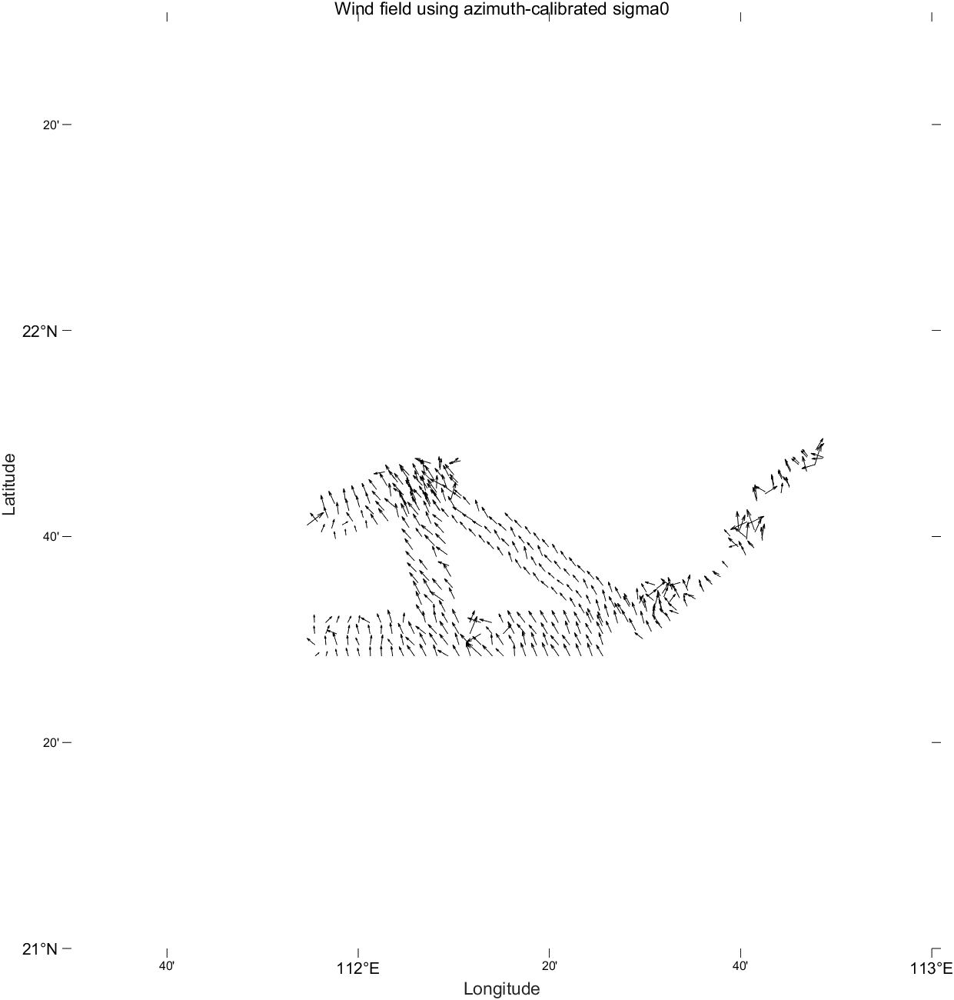 Wind field using azimuth-calibrated sigma0
20'
22°N
Latitude
40'
20'
21°N
40'
112°E
20'
40'
113°E
Longitude